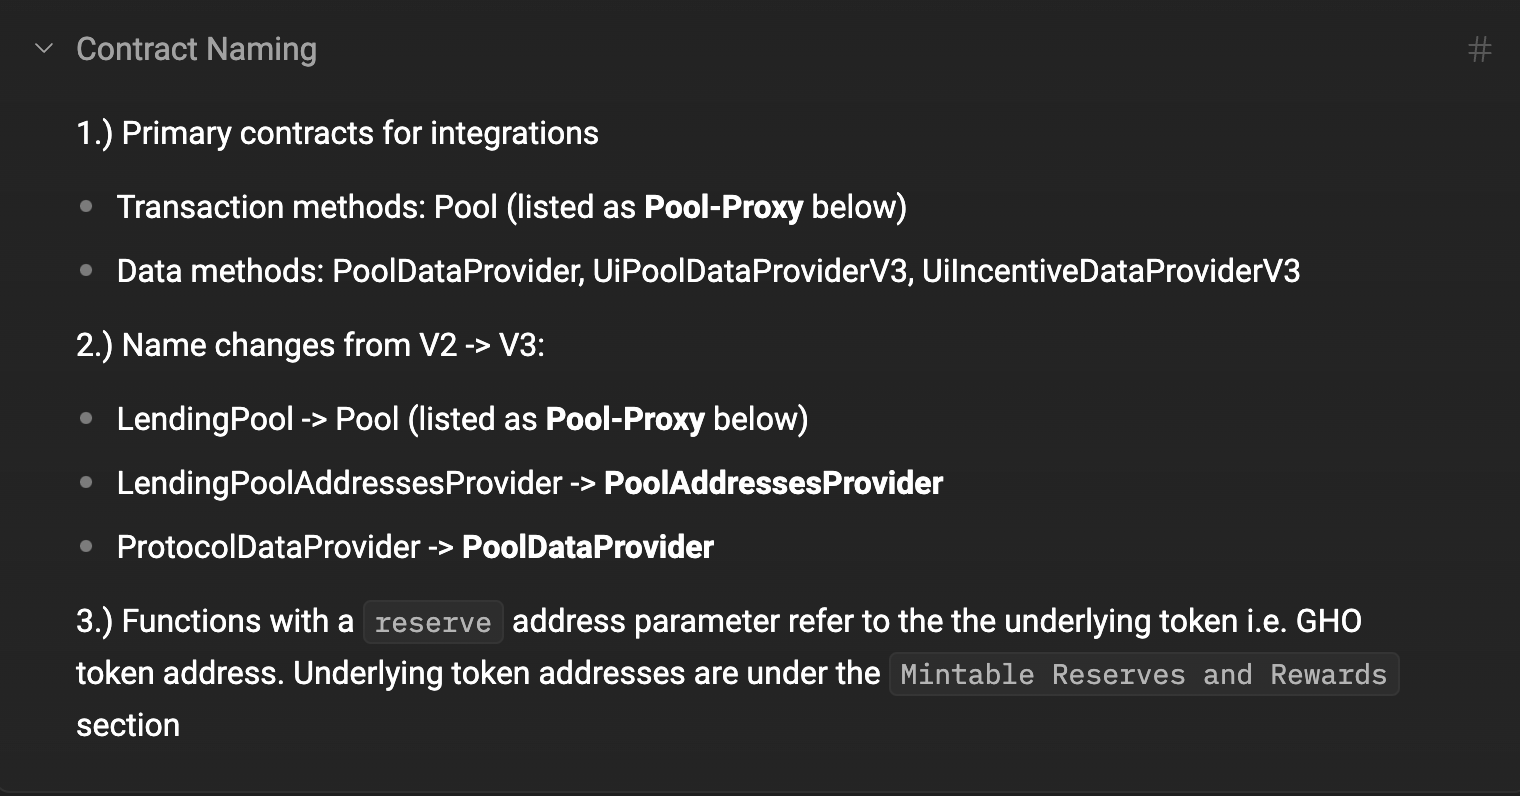 Contract Naming
#
1.) Primary contracts for integrations
Transaction methods: Pool (listed as Pool-Proxy below)
Data methods: PoolDataProvider, UiPoolDataProviderV3, UiIncentiveDataProviderV3
2.) Name changes from V2 -> V3:
LendingPool -> Pool (listed as Pool-Proxy below)
LendingPoolAddressesProvider -> PoolAddressesProvider
ProtocolDataProvider -> PoolDataProvider
3.) Functions with a reserve address parameter refer to the the underlying token i.e. GHO
token address. Underlying token addresses are under the Mintable Reserves and Rewards
section